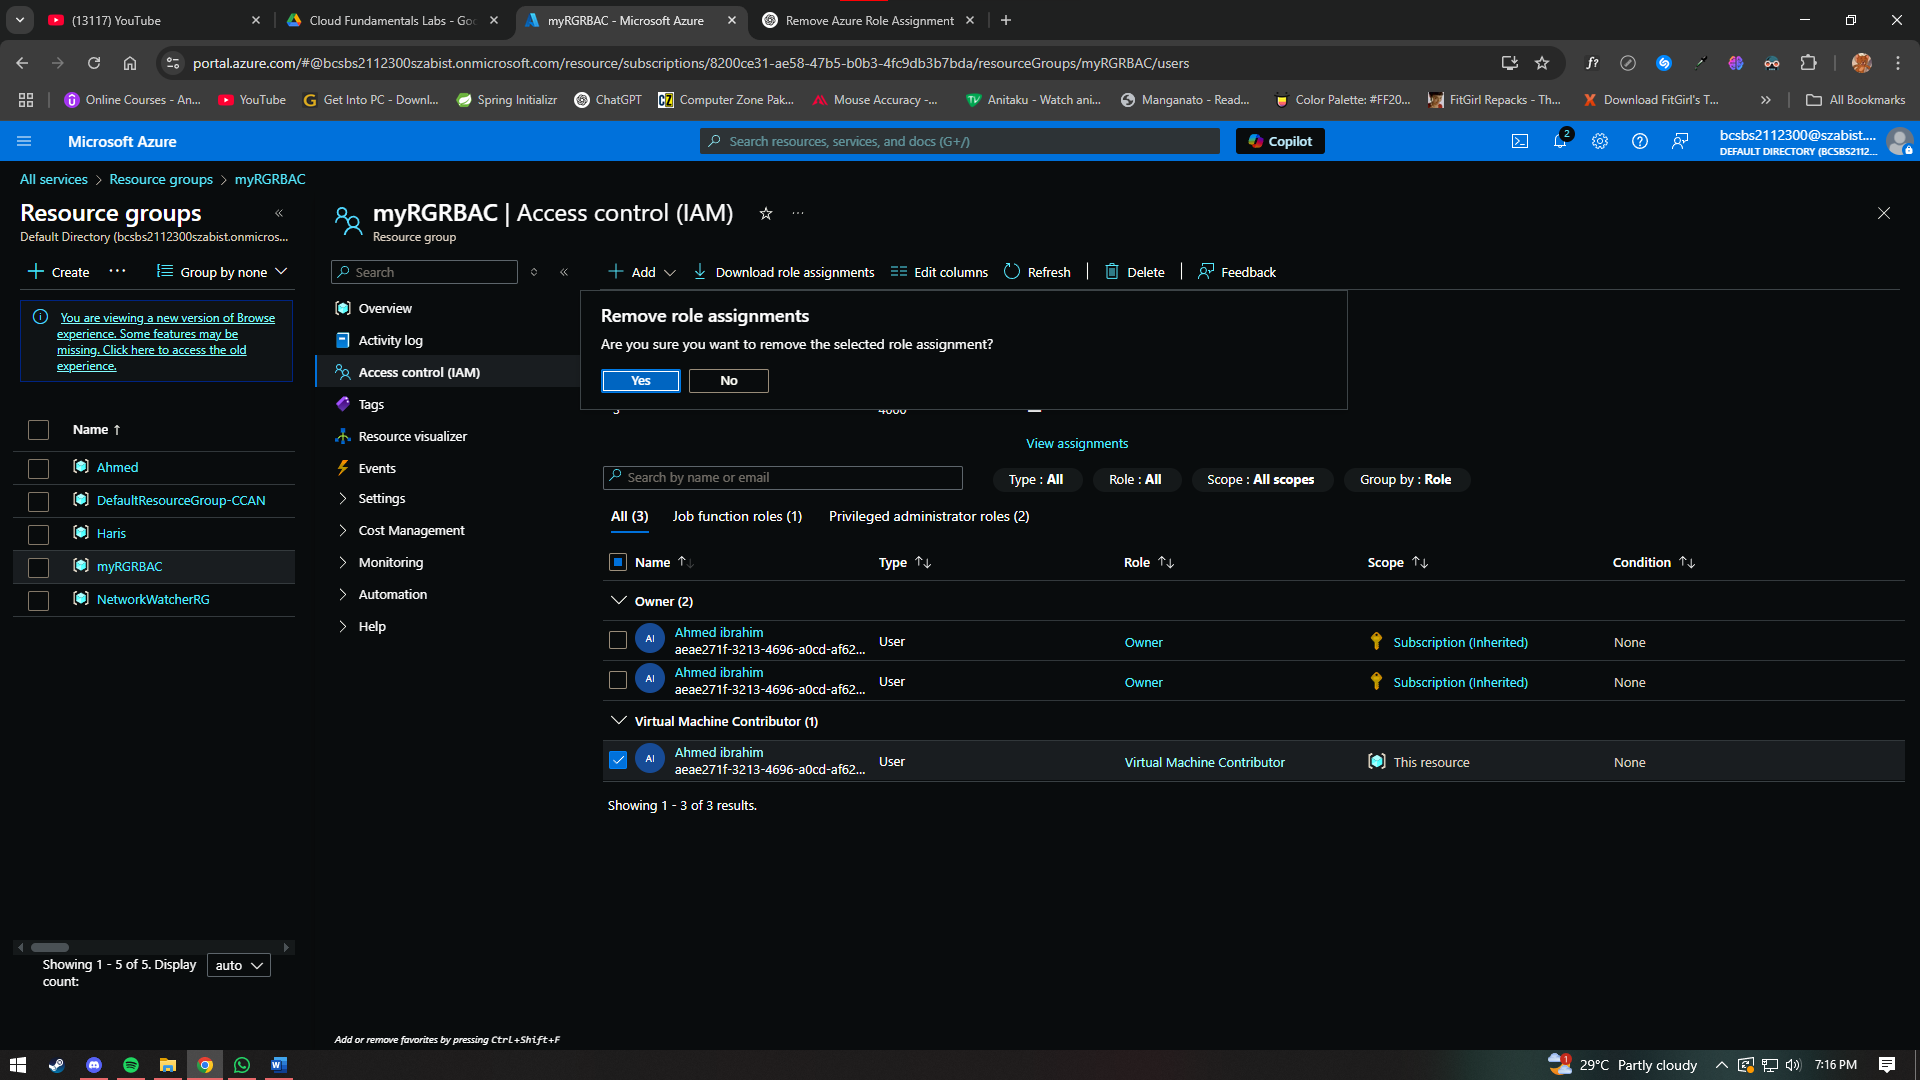 (13117) YouTube
Cloud Fundamentals Labs - Goo
myRGRBAC - Microsoft Azure
Remove Azure Role Assignment
portal.azure.com/#@bcsbs2112300szabist.onmicrosoft.com/resource/subscriptions/8200ce31-ae58-47b5-b0b3-4fc9db3b7bda/resourceGroups/myRGRBAC/users
f?
Online Courses - An...
YouTube
Get Into PC - Downl...
Spring Initializr
ChatGPT
Computer Zone Pak...
Mouse Accuracy -...
Anitaku - Watch ani...
Manganato - Read...
Color Palette: #FF20...
FitGirl Repacks - Th...
Download FitGirl's T...
All Bookmarks
Microsoft Azure
Search resources, services, and docs (G+/)
Copilot
2
bcsbs2112300@szabist....
DEFAULT DIRECTORY (BCSBS2112...
All services > Resource groups > myRGRBAC
Resource groups
Default Directory (bcsbs2112300szabist.onmicros...
+ Create ···
Group by none
You are viewing a new version of Browse
experience. Some features may be
missing. Click here to access the old
experience.
Name ↑
Ahmed
DefaultResourceGroup-CCAN
Haris
myRGRBAC
NetworkWatcherRG
Showing 1 - 5 of 5. Display
count:
auto
myRGRBAC | Access control (IAM)
Resource group
Search
Overview
Activity log
Access control (IAM)
Tags
Resource visualizer
Events
Settings
Cost Management
Monitoring
Automation
Help
Add or remove favorites by pressing Ctrl+Shift+F
Add
Download role assignments
Edit columns
Refresh
Delete
Feedback
Remove role assignments
Are you sure you want to remove the selected role assignment?
Yes
No
4000
View assignments
Search by name or email
Type : All
Role : All
Scope : All scopes
Group by : Role
All (3)
Job function roles (1)
Privileged administrator roles (2)
Name ↑↓
Type ↑↓
Role ↑↓
Scope ↑↓
Condition ↑↓
Owner (2)
AI
Ahmed ibrahim
aeae271f-3213-4696-a0cd-af62...
User
Owner
Subscription (Inherited)
None
AI
Ahmed ibrahim
aeae271f-3213-4696-a0cd-af62...
User
Owner
Subscription (Inherited)
None
Virtual Machine Contributor (1)
AI
Ahmed ibrahim
aeae271f-3213-4696-a0cd-af62...
User
Virtual Machine Contributor
This resource
None
Showing 1 - 3 of 3 results.
1
29°C Partly cloudy
7:16 PM